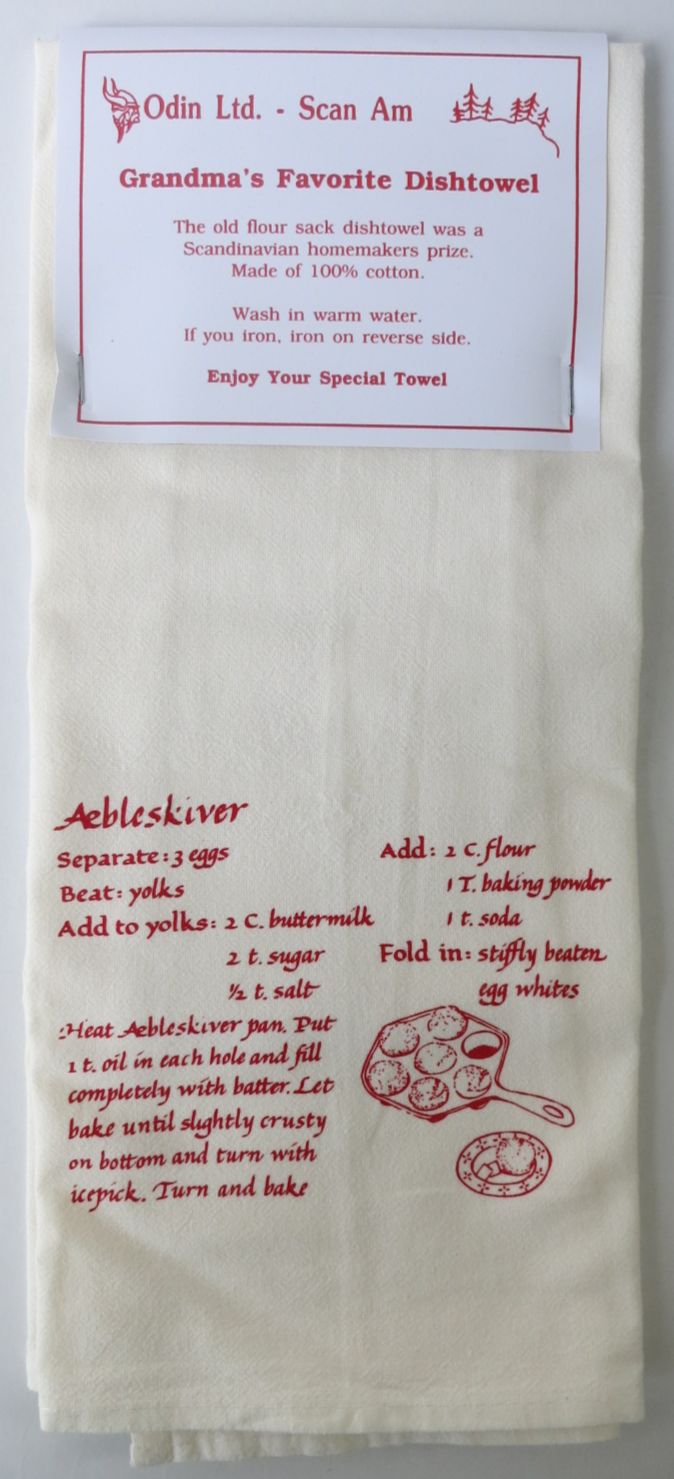 Odin Ltd. - Scan Am
Grandma's Favorite Dishtowel
The old flour sack dishtowel was a
Scandinavian homemakers prize.
Made of 100% cotton.
Wash in warm water.
If you iron, iron on reverse side.
Enjoy Your Special Towel
Aebleskiver
Separate: 3 eggs
Beat: yolks
Add to yolks: 2 C. buttermilk
2 t. sugar
½ t. salt
Add: 2 C. flour
1 T. baking powder
1 t. soda
Fold in: stiffly beaten
egg whites
:Heat Aebleskiver pan. Put
1 t. oil in each hole and fill
completely with batter. Let
bake until slightly crusty
on bottom and turn with
icepick. Turn and bake